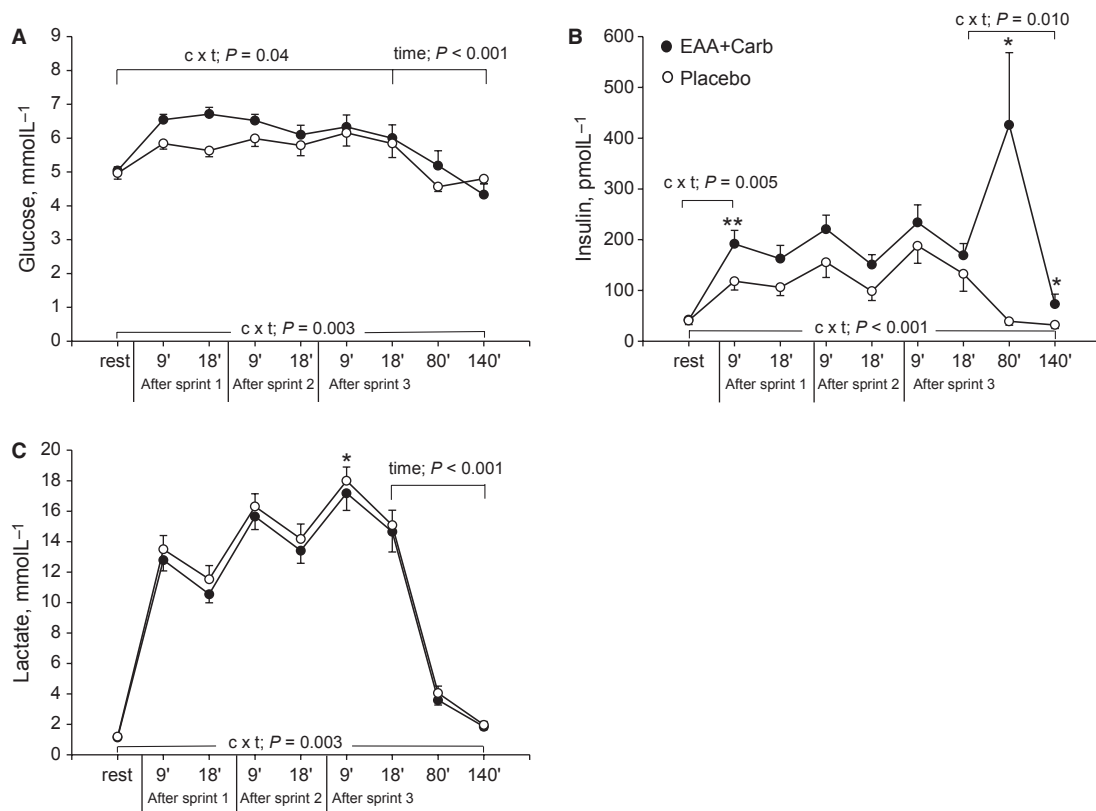 A
9
8
7
6
5
4
3
2
1
0
Glucose, mmolL⁻¹
c x t; P = 0.04
time; P < 0.001
c x t; P = 0.003
rest
9' 18' 9' 18' 9' 18' 80' 140'
After sprint 1 After sprint 2 After sprint 3
B
600
500
400
300
200
100
0
Insulin, pmolL⁻¹
EAA+Carb
Placebo
c x t; P = 0.010
*
c x t; P = 0.005
**
*
c x t; P < 0.001
rest
9' 18' 9' 18' 9' 18' 80' 140'
After sprint 1 After sprint 2 After sprint 3
C
20
18
16
14
12
10
8
6
4
2
0
Lactate, mmolL⁻¹
*
time; P < 0.001
c x t; P = 0.003
rest
9' 18' 9' 18' 9' 18' 80' 140'
After sprint 1 After sprint 2 After sprint 3